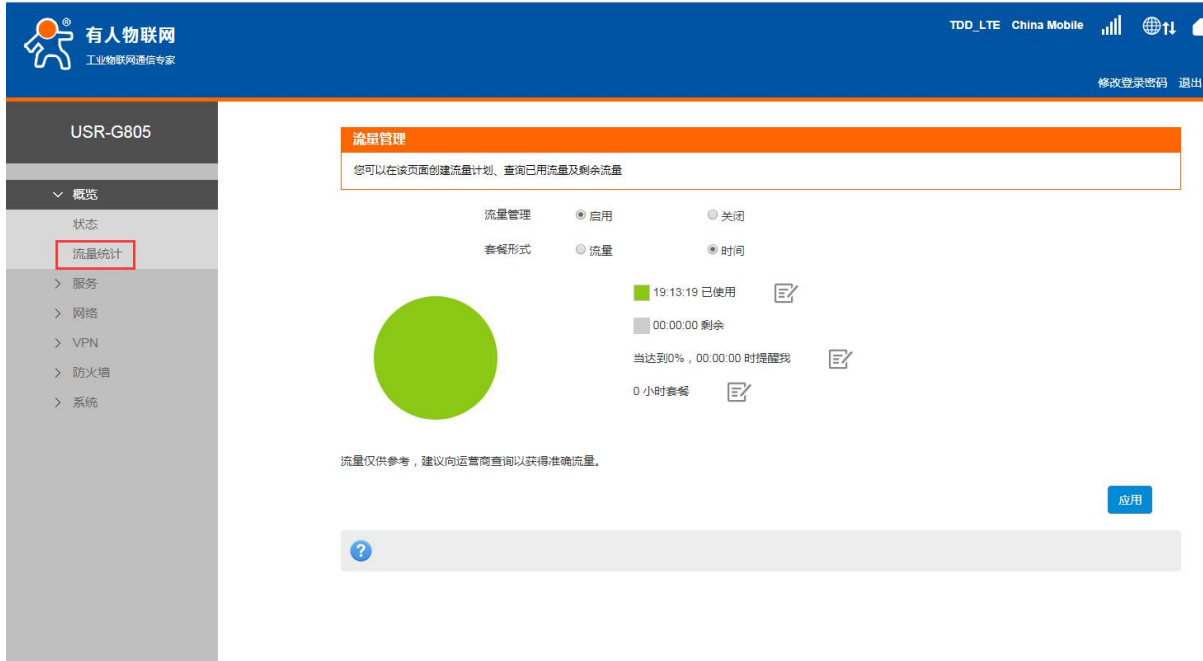 有人物联网
工业物联网通信专家
TDD_LTE China Mobile
修改登录密码 退出
USR-G805
概览
状态
流量统计
服务
网络
VPN
防火墙
系统
流量管理
您可以在该页面创建流量计划、查询已用流量及剩余流量
流量管理 启用 关闭
套餐形式 流量 时间
19:13:19 已使用
00:00:00 剩余
当达到0%，00:00:00 时提醒我
0 小时套餐
流量仅供参考，建议向运营商查询以获得准确流量。
应用